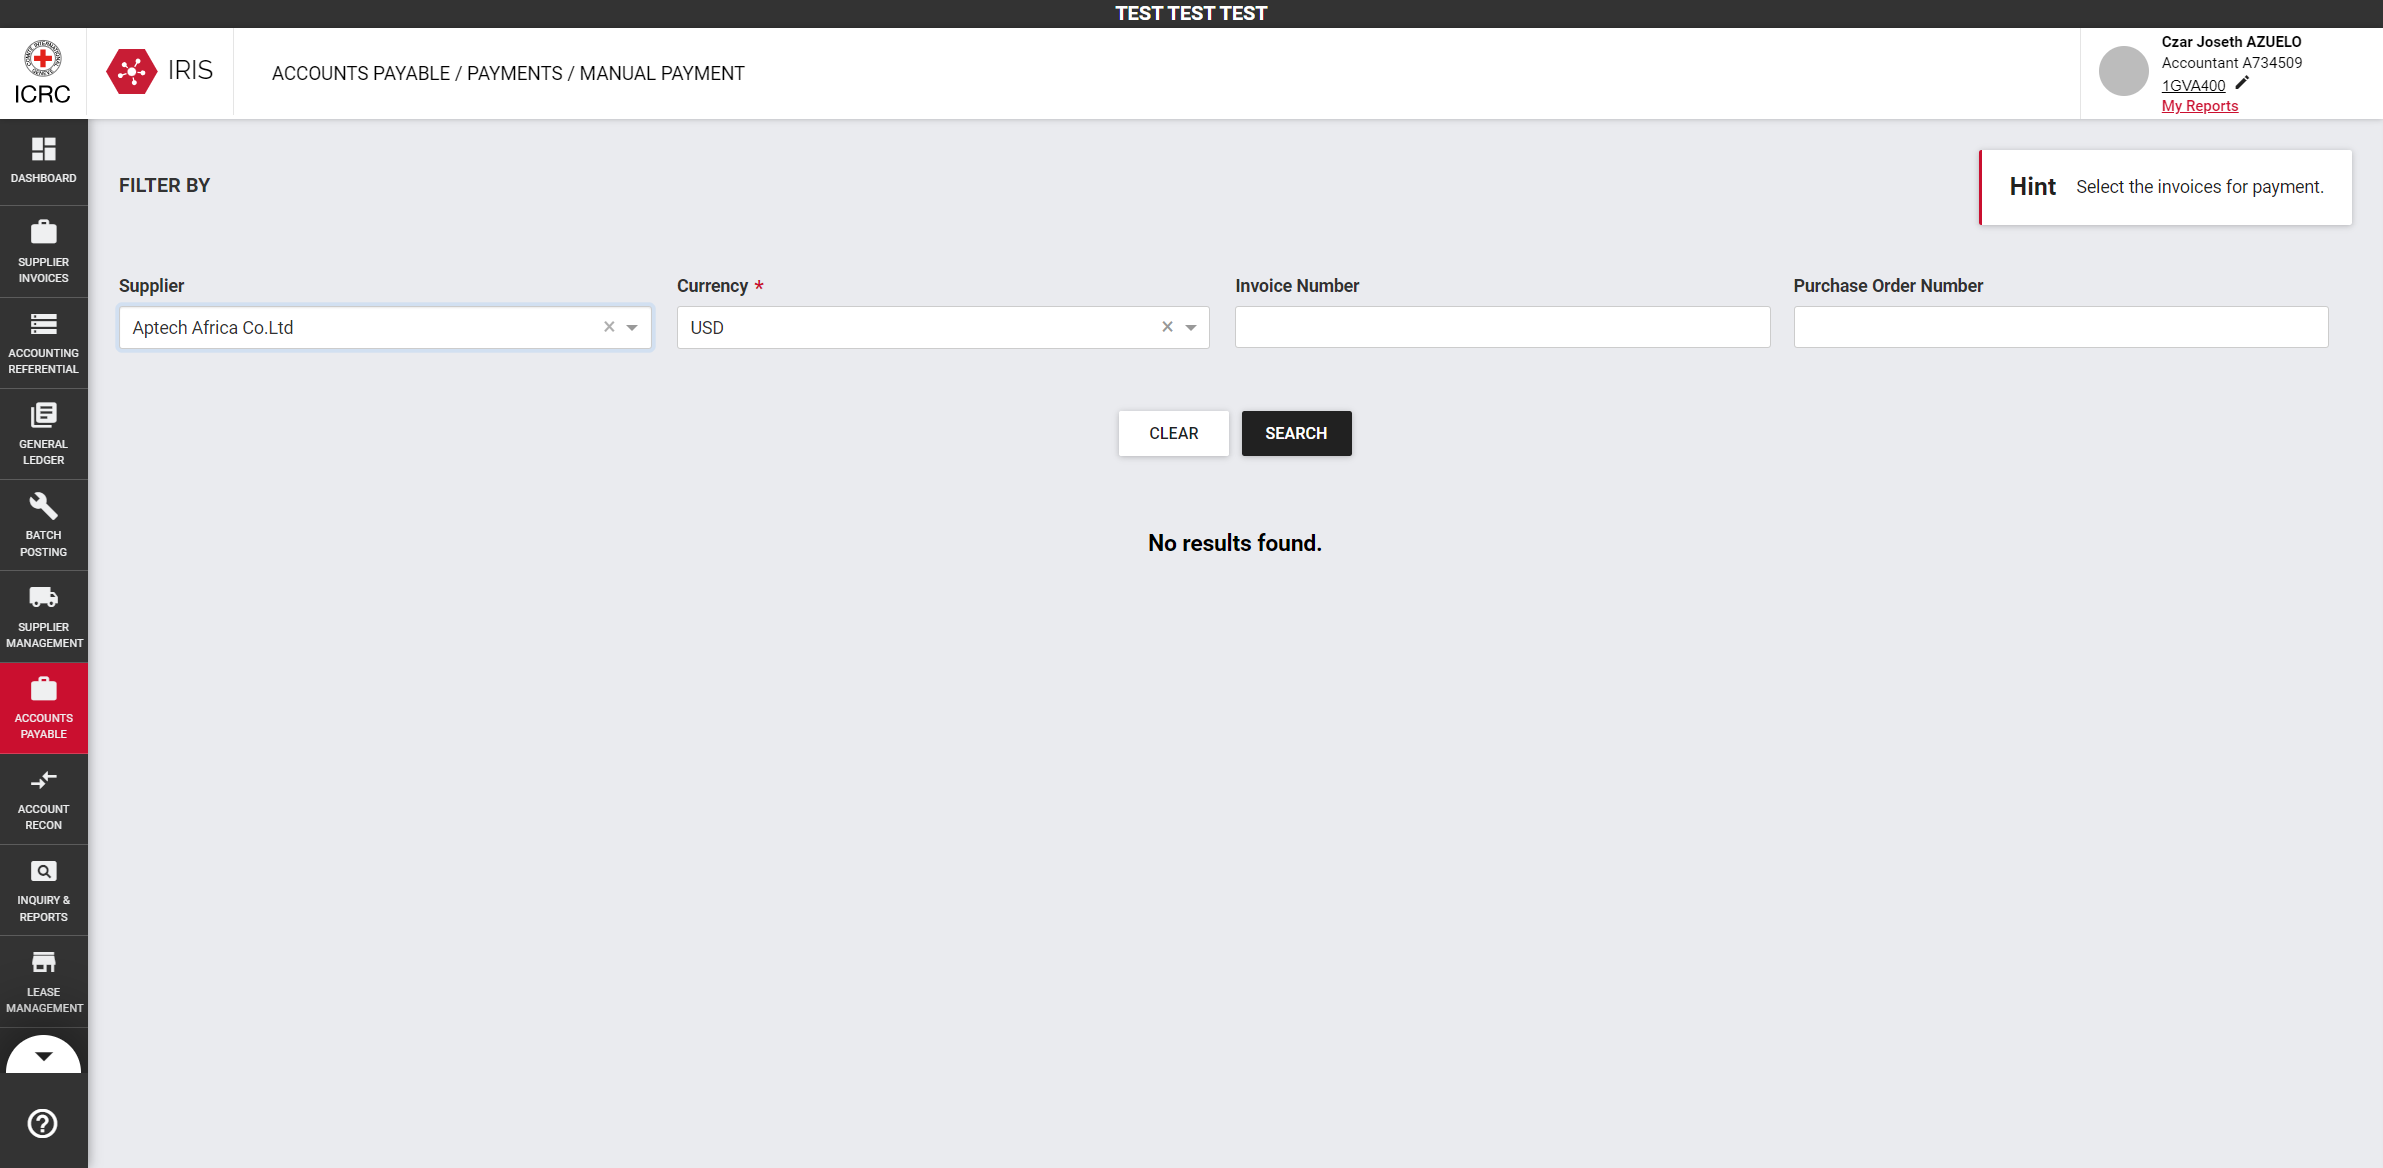 TEST TEST TEST
ICRC
IRIS
ACCOUNTS PAYABLE / PAYMENTS / MANUAL PAYMENT
Czar Joseth AZUELO
Accountant A734509
1GVA400
My Reports
DASHBOARD
SUPPLIER
INVOICES
ACCOUNTING
REFERENTIAL
GENERAL
LEDGER
BATCH
POSTING
SUPPLIER
MANAGEMENT
ACCOUNTS
PAYABLE
ACCOUNT
RECON
INQUIRY &
REPORTS
LEASE
MANAGEMENT
FILTER BY
Hint Select the invoices for payment.
Supplier
Currency *
Invoice Number
Purchase Order Number
Aptech Africa Co.Ltd
USD
CLEAR
SEARCH
No results found.